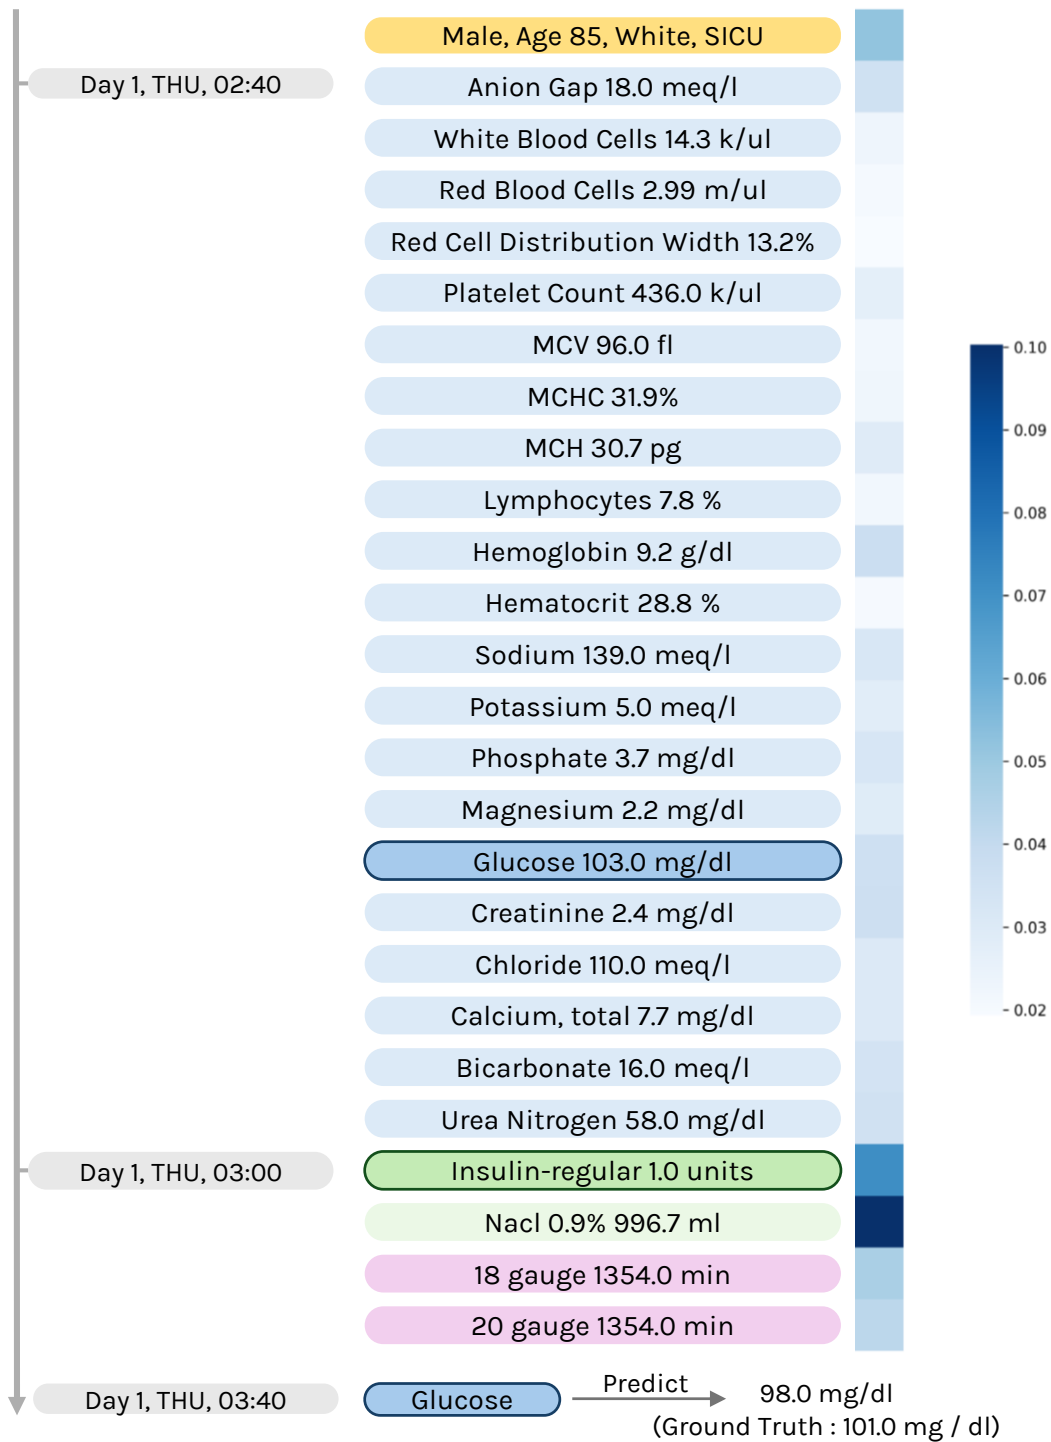 Male, Age 85, White, SICU
Day 1, THU, 02:40
Anion Gap 18.0 meq/l
White Blood Cells 14.3 k/ul
Red Blood Cells 2.99 m/ul
Red Cell Distribution Width 13.2%
Platelet Count 436.0 k/ul
MCV 96.0 fl
MCHC 31.9%
MCH 30.7 pg
Lymphocytes 7.8 %
Hemoglobin 9.2 g/dl
Hematocrit 28.8 %
Sodium 139.0 meq/l
Potassium 5.0 meq/l
Phosphate 3.7 mg/dl
Magnesium 2.2 mg/dl
Glucose 103.0 mg/dl
Creatinine 2.4 mg/dl
Chloride 110.0 meq/l
Calcium, total 7.7 mg/dl
Bicarbonate 16.0 meq/l
Urea Nitrogen 58.0 mg/dl
Day 1, THU, 03:00
Insulin-regular 1.0 units
Nacl 0.9% 996.7 ml
18 gauge 1354.0 min
20 gauge 1354.0 min
Day 1, THU, 03:40
Glucose
Predict
98.0 mg/dl
(Ground Truth : 101.0 mg / dl)
0.10
0.09
0.08
0.07
0.06
0.05
0.04
0.03
0.02